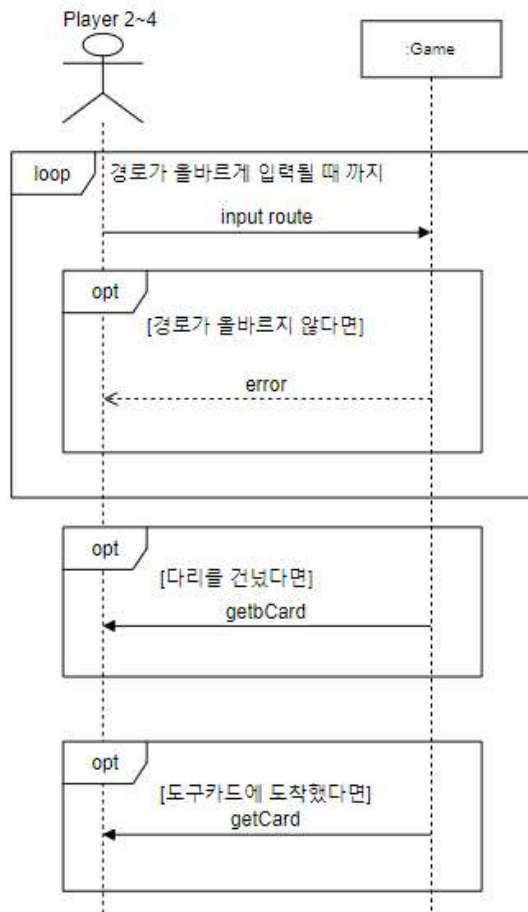 Player 2~4
:Game
loop
경로가 올바르게 입력될 때 까지
input route
opt
[경로가 올바르지 않다면]
error
opt
[다리를 건넜다면]
getbCard
opt
[도구카드에 도착했다면]
getCard